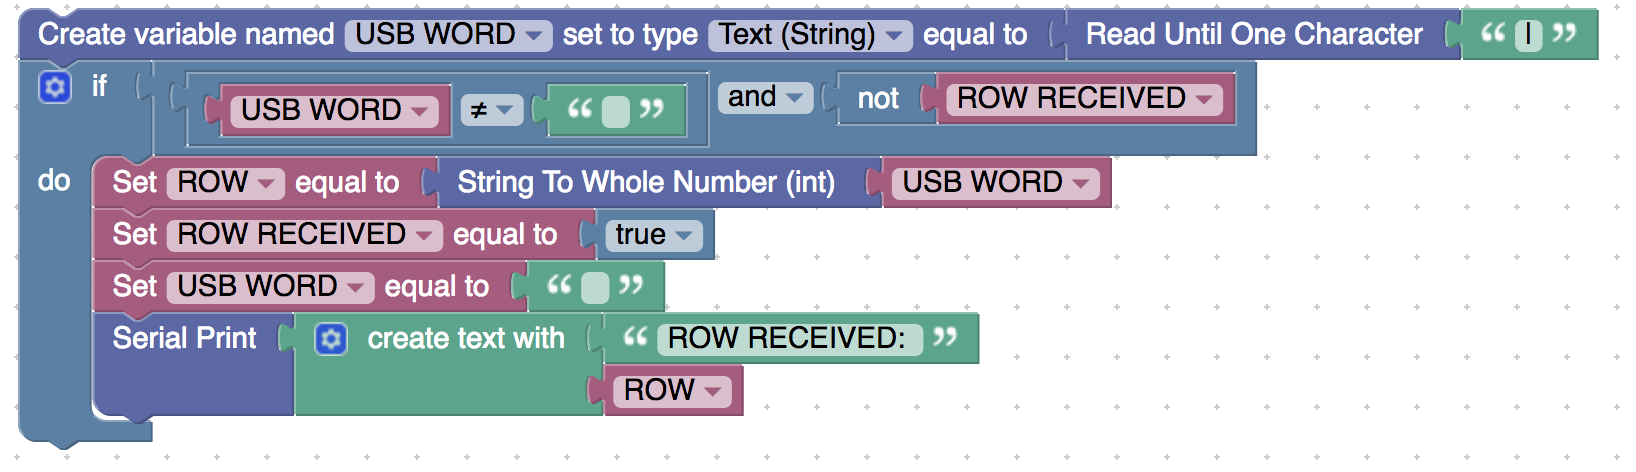 Create variable named USB WORD set to type Text (String) equal to Read Until One Character “ | ”
if USB WORD ≠ “ ” and not ROW RECEIVED
do Set ROW equal to String To Whole Number (int) USB WORD
Set ROW RECEIVED equal to true
Set USB WORD equal to “ ”
Serial Print create text with “ ROW RECEIVED: ”
ROW